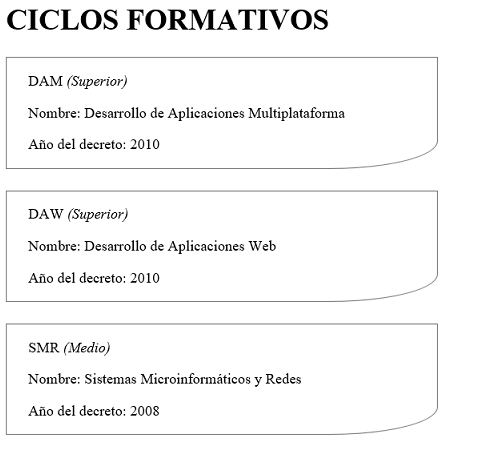 CICLOS FORMATIVOS
DAM (Superior)
Nombre: Desarrollo de Aplicaciones Multiplataforma
Año del decreto: 2010
DAW (Superior)
Nombre: Desarrollo de Aplicaciones Web
Año del decreto: 2010
SMR (Medio)
Nombre: Sistemas Microinformáticos y Redes
Año del decreto: 2008